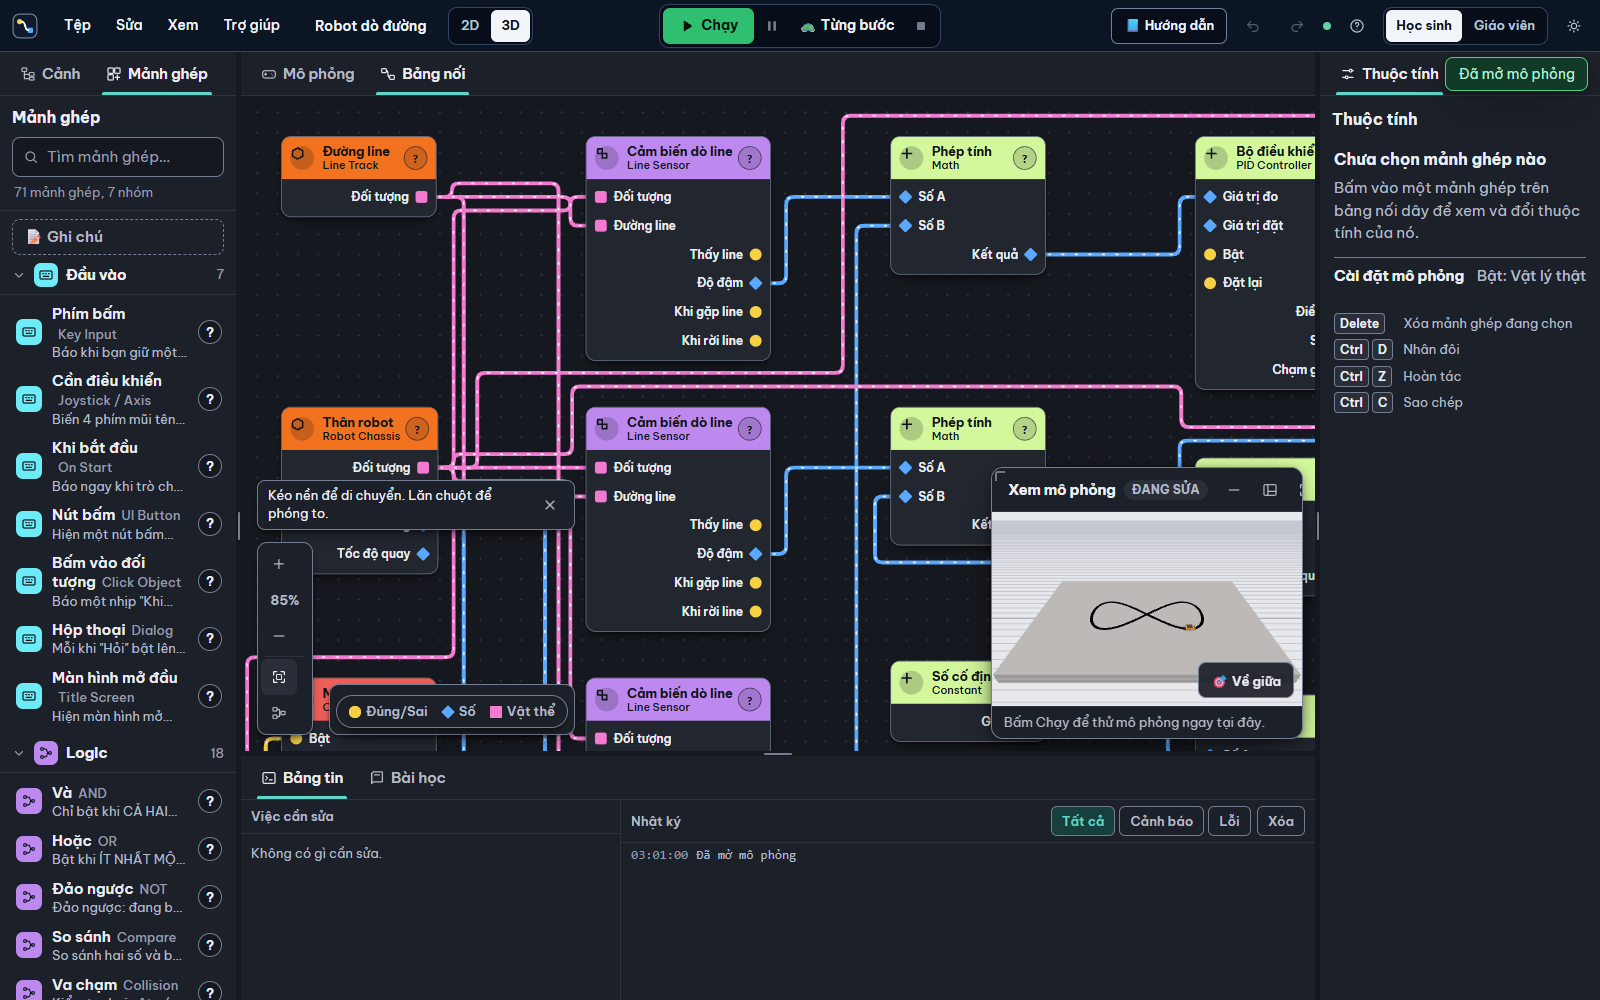 Tệp Sửa Xem Trợ giúp Robot dò đường 2D 3D Chạy Từng bước Hướng dẫn Học sinh Giáo viên
Cảnh Mảnh ghép
Mô phỏng Bảng nối
Thuộc tính Đã mở mô phỏng
Mảnh ghép
Tìm mảnh ghép...
71 mảnh ghép, 7 nhóm
Ghi chú
Đầu vào 7
Phím bấm
Key Input
Báo khi bạn giữ một...
?
Cần điều khiển
Joystick / Axis
Biến 4 phím mũi tên...
?
Khi bắt đầu
On Start
Báo ngay khi trò ch...
?
Nút bấm UI Button
Hiện một nút bấm...
?
Bấm vào đối
tượng Click Object
Báo một nhịp "Khi...
?
Hộp thoại Dialog
Mỗi khi "Hỏi" bật lên...
?
Màn hình mở đầu
Title Screen
Hiện màn hình mở...
?
Logic 18
Và AND
Chỉ bật khi CẢ HAI...
?
Hoặc OR
Bật khi ÍT NHẤT MỘ...
?
Đảo ngược NOT
Đảo ngược: đang b...
?
So sánh Compare
So sánh hai số và b...
?
Va chạm Collision
?
Đường line
Line Track
?
Đối tượng
Cảm biến dò line
Line Sensor
?
Đối tượng
Đường line
Thấy line
Độ đậm
Khi gặp line
Khi rời line
Phép tính
Math
?
Số A
Số B
Kết quả
Bộ điều khiể
PID Controller
Giá trị đo
Giá trị đặt
Bật
Đặt lại
Điề
S
Chạm g
Thân robot
Robot Chassis
?
Đối tượng
Tốc độ quay
Cảm biến dò line
Line Sensor
?
Đối tượng
Đường line
Thấy line
Độ đậm
Khi gặp line
Khi rời line
Phép tính
Math
?
Số A
Số B
Kết
Kéo nền để di chuyển. Lăn chuột để
phóng to.
85%
Bật
Đúng/Sai Số Vật thể
Cảm biến dò line
Line Sensor
?
Đối tượng
Số cố địn
Constant
G
qu
Xem mô phỏng ĐANG SỬA
Về giữa
Bấm Chạy để thử mô phỏng ngay tại đây.
Thuộc tính
Chưa chọn mảnh ghép nào
Bấm vào một mảnh ghép trên
bảng nối dây để xem và đổi thuộc
tính của nó.
Cài đặt mô phỏng Bật: Vật lý thật
Delete Xóa mảnh ghép đang chọn
Ctrl D Nhân đôi
Ctrl Z Hoàn tác
Ctrl C Sao chép
Bảng tin Bài học
Việc cần sửa
Không có gì cần sửa.
Nhật ký
Tất cả Cảnh báo Lỗi Xóa
03:01:00 Đã mở mô phỏng